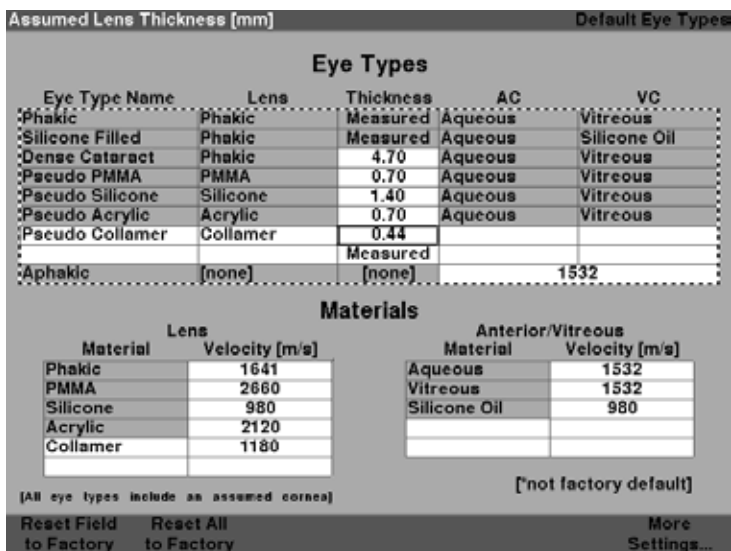 Assumed Lens Thickness [mm] Default Eye Types
Eye Types
Eye Type Name Lens Thickness AC VC
Phakic Phakic Measured Aqueous Vitreous
Silicone Filled Phakic Measured Aqueous Silicone Oil
Dense Cataract Phakic 4.70 Aqueous Vitreous
Pseudo PMMA PMMA 0.70 Aqueous Vitreous
Pseudo Silicone Silicone 1.40 Aqueous Vitreous
Pseudo Acrylic Acrylic 0.70 Aqueous Vitreous
Pseudo Collamer Collamer 0.44
Measured
Aphakic [none] [none] 1532
Materials
Lens Anterior/Vitreous
Material Velocity [m/s] Material Velocity [m/s]
Phakic 1641 Aqueous 1532
PMMA 2660 Vitreous 1532
Silicone 980 Silicone Oil 980
Acrylic 2120
Collamer 1180
[*not factory default]
[All eye types include an assumed cornea]
Reset Field Reset All More
to Factory to Factory Settings...